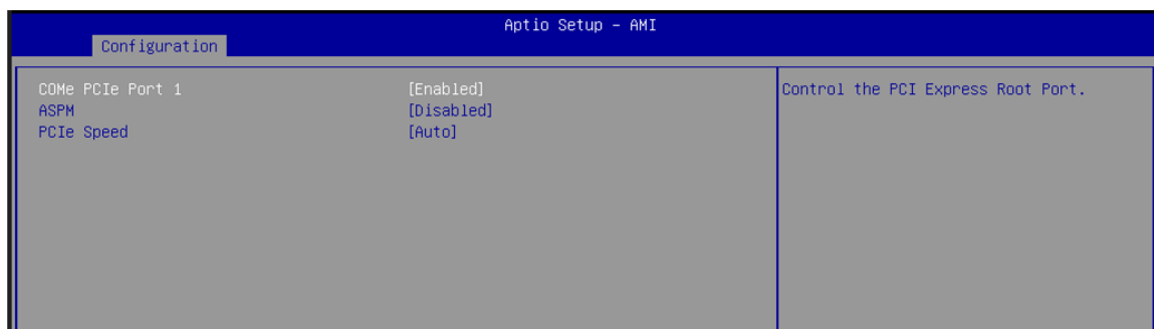 Aptio Setup – AMI
Configuration
COMe PCIe Port 1 [Enabled] Control the PCI Express Root Port.
ASPM [Disabled]
PCIe Speed [Auto]